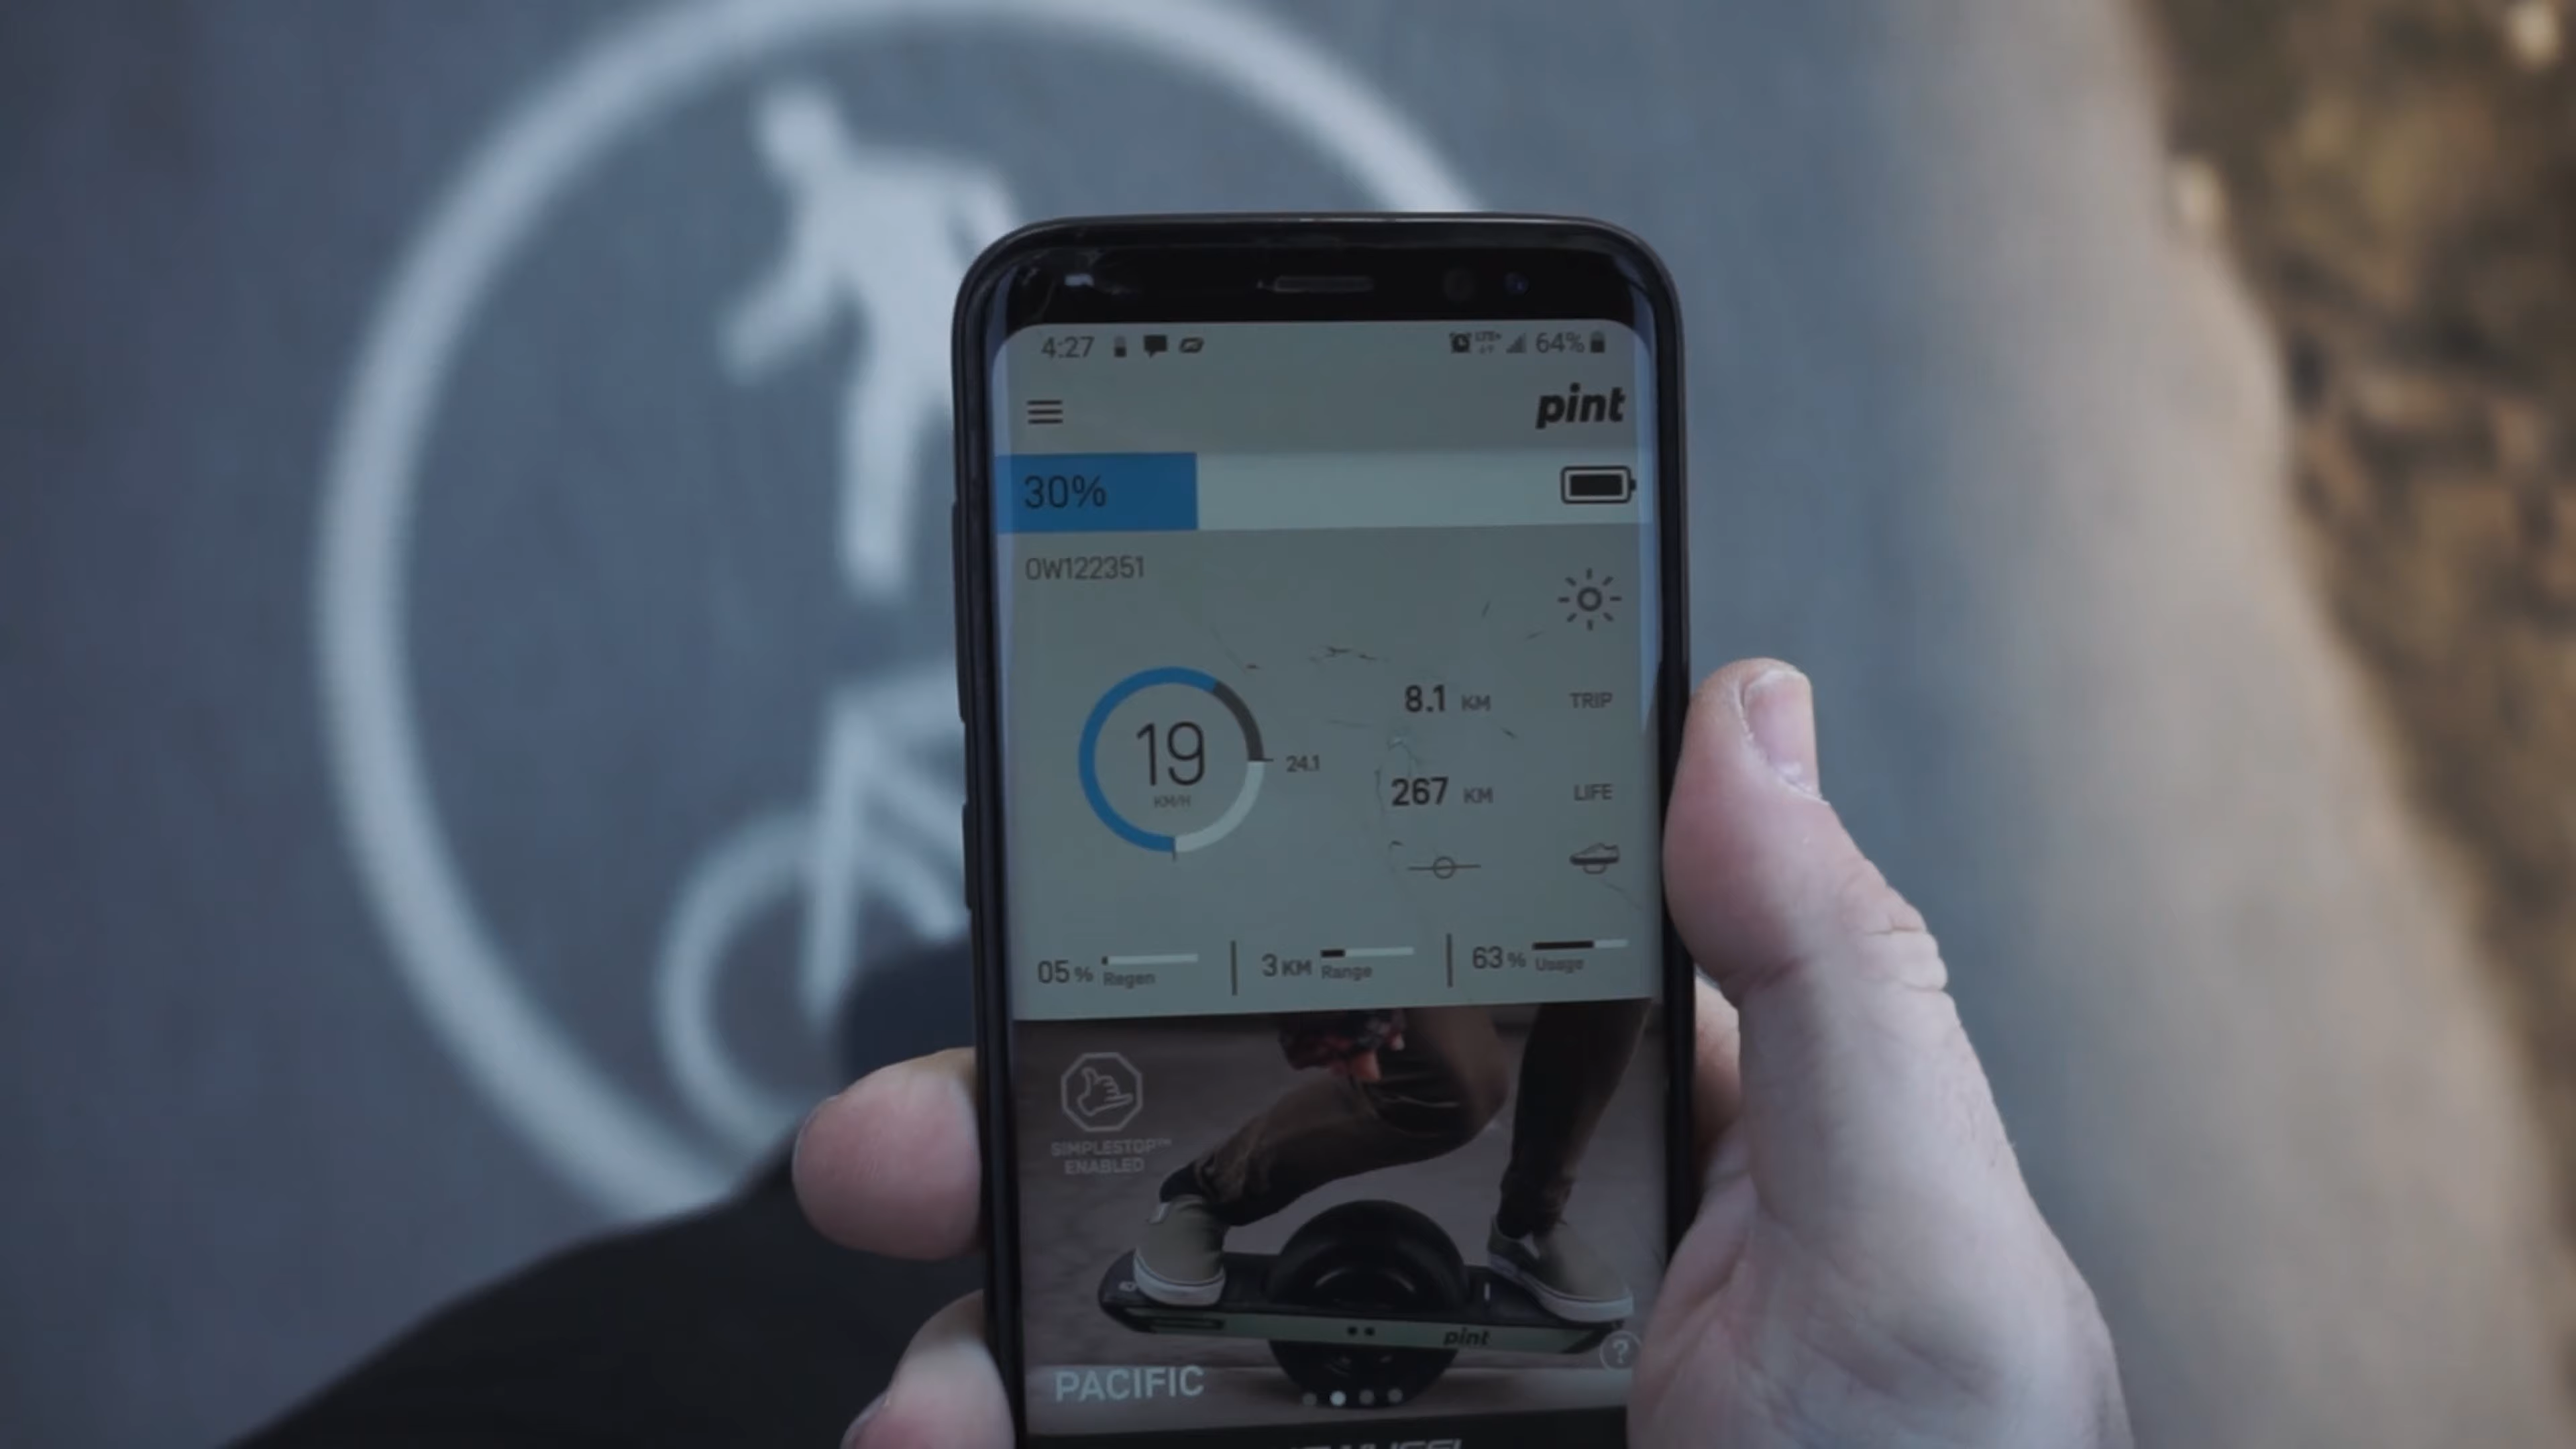 4:27 LTE+ 64%
pint
30%
OW122351
8.1 KM TRIP
19
KM/H
24.1
267 KM LIFE
05% Regen
3 KM Range
63% Usage
SIMPLESTOP™
ENABLED
pint
?
PACIFIC